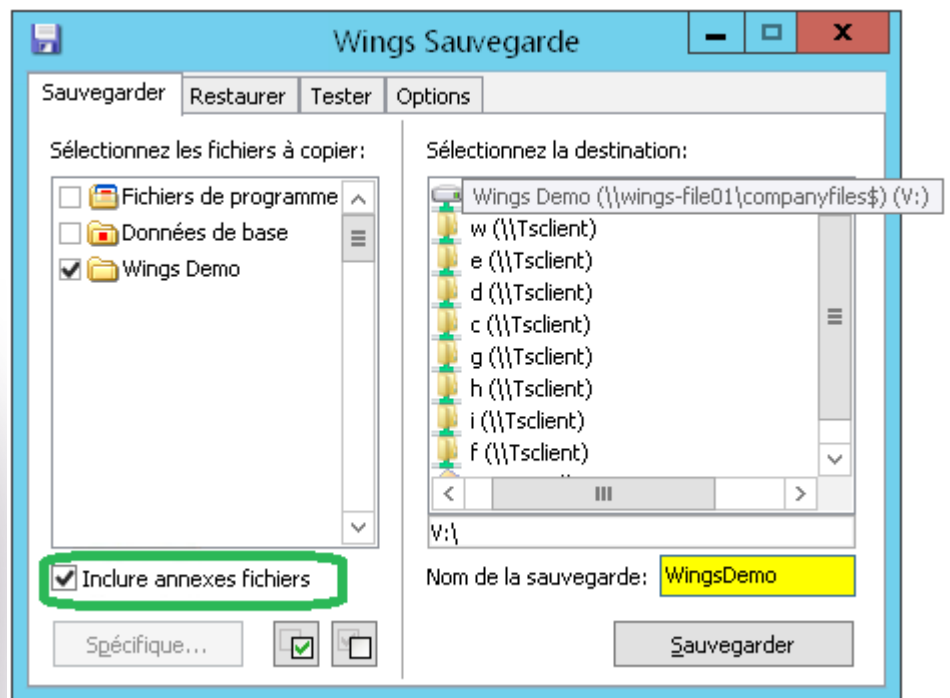 Wings Sauvegarde
Sauvegarder
Restaurer
Tester
Options
Sélectionnez les fichiers à copier:
Fichiers de programme
Données de base
Wings Demo
Inclure annexes fichiers
Spécifique...
Sélectionnez la destination:
Wings Demo (\\wings-file01\companyfiles$) (V:)
w (\\Tsclient)
e (\\Tsclient)
d (\\Tsclient)
c (\\Tsclient)
g (\\Tsclient)
h (\\Tsclient)
i (\\Tsclient)
f (\\Tsclient)
V:\
Nom de la sauvegarde: WingsDemo
Sauvegarder